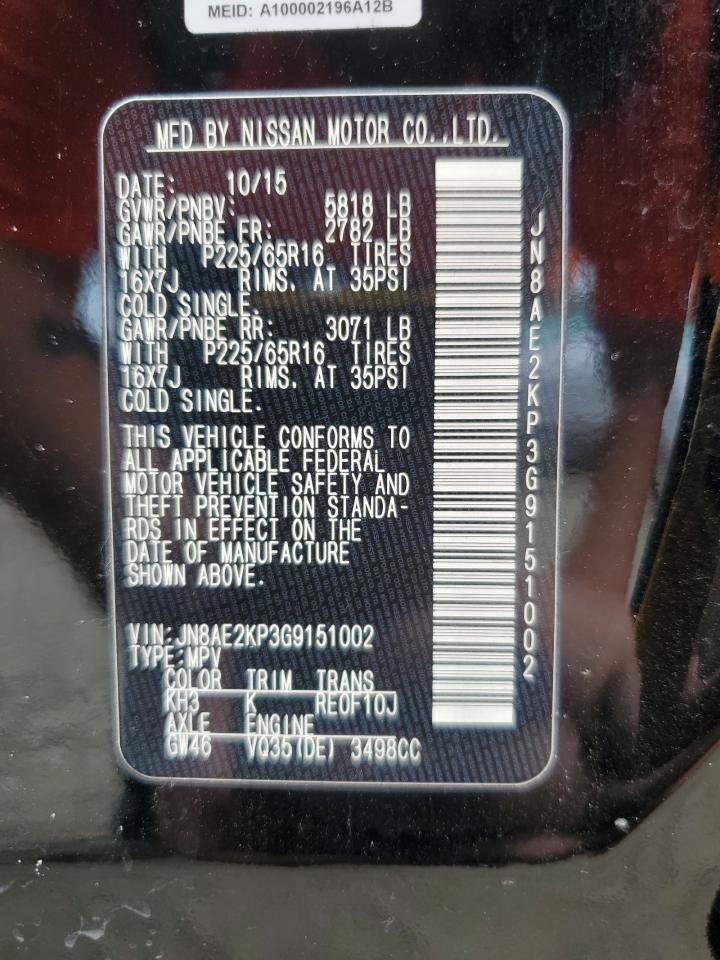 MEID: A100002196A12B
MFD BY NISSAN MOTOR CO.,LTD.
DATE: 10/15
GVWR/PNBV: 5818 LB
GAWR/PNBE FR: 2782 LB
WITH P225/65R16 TIRES
16X7J RIMS. AT 35PSI
COLD SINGLE.
GAWR/PNBE RR: 3071 LB
WITH P225/65R16 TIRES
16X7J RIMS. AT 35PSI
COLD SINGLE.
THIS VEHICLE CONFORMS TO
ALL APPLICABLE FEDERAL
MOTOR VEHICLE SAFETY AND
THEFT PREVENTION STANDA-
RDS IN EFFECT ON THE
DATE OF MANUFACTURE
SHOWN ABOVE.
VIN:JN8AE2KP3G9151002
TYPE:MPV
COLOR TRIM TRANS
KH3 K RE0F10J
AXLE ENGINE
GW46 VQ35(DE) 3498CC
JN8AE2KP3G9151002